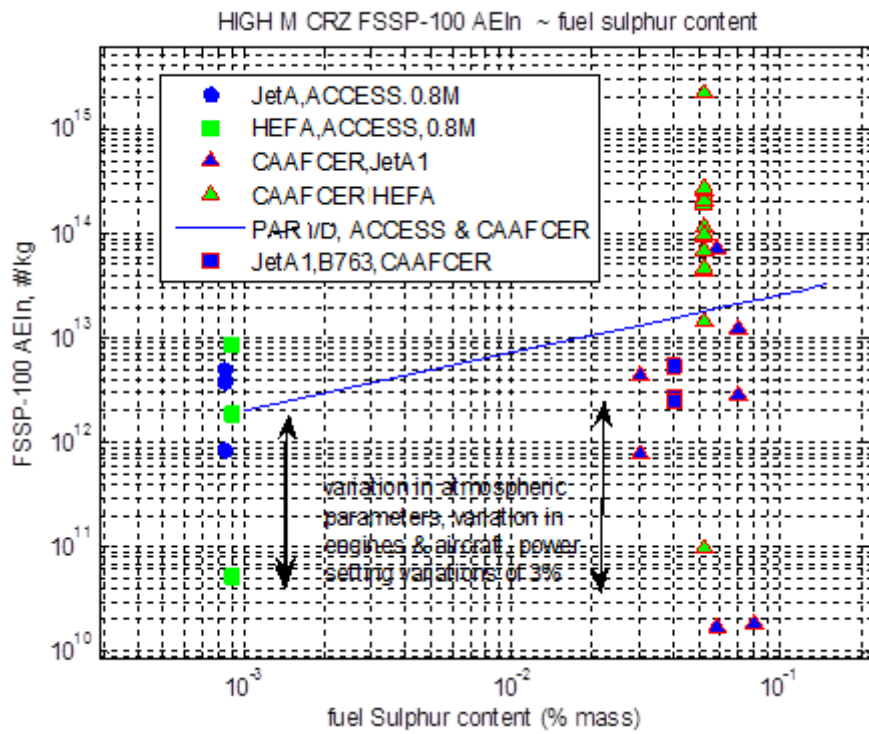 HIGH M CRZ FSSP-100 AEIn ~ fuel sulphur content
JetA,ACCESS.0.8M
HEFA,ACCESS,0.8M
CAAFCER,JetA1
CAAFCER HEFA
ACCESS & CAAFCER
JetA1,B763,CAAFCER
FSSP-100 AEIn, #/kg
10^15
10^14
10^13
10^12
10^11
10^10
variation in atmospheric
parameters, variation in
engines & aircraft, power
setting variations of 3%
10^-3
10^-2
10^-1
fuel Sulphur content (% mass)